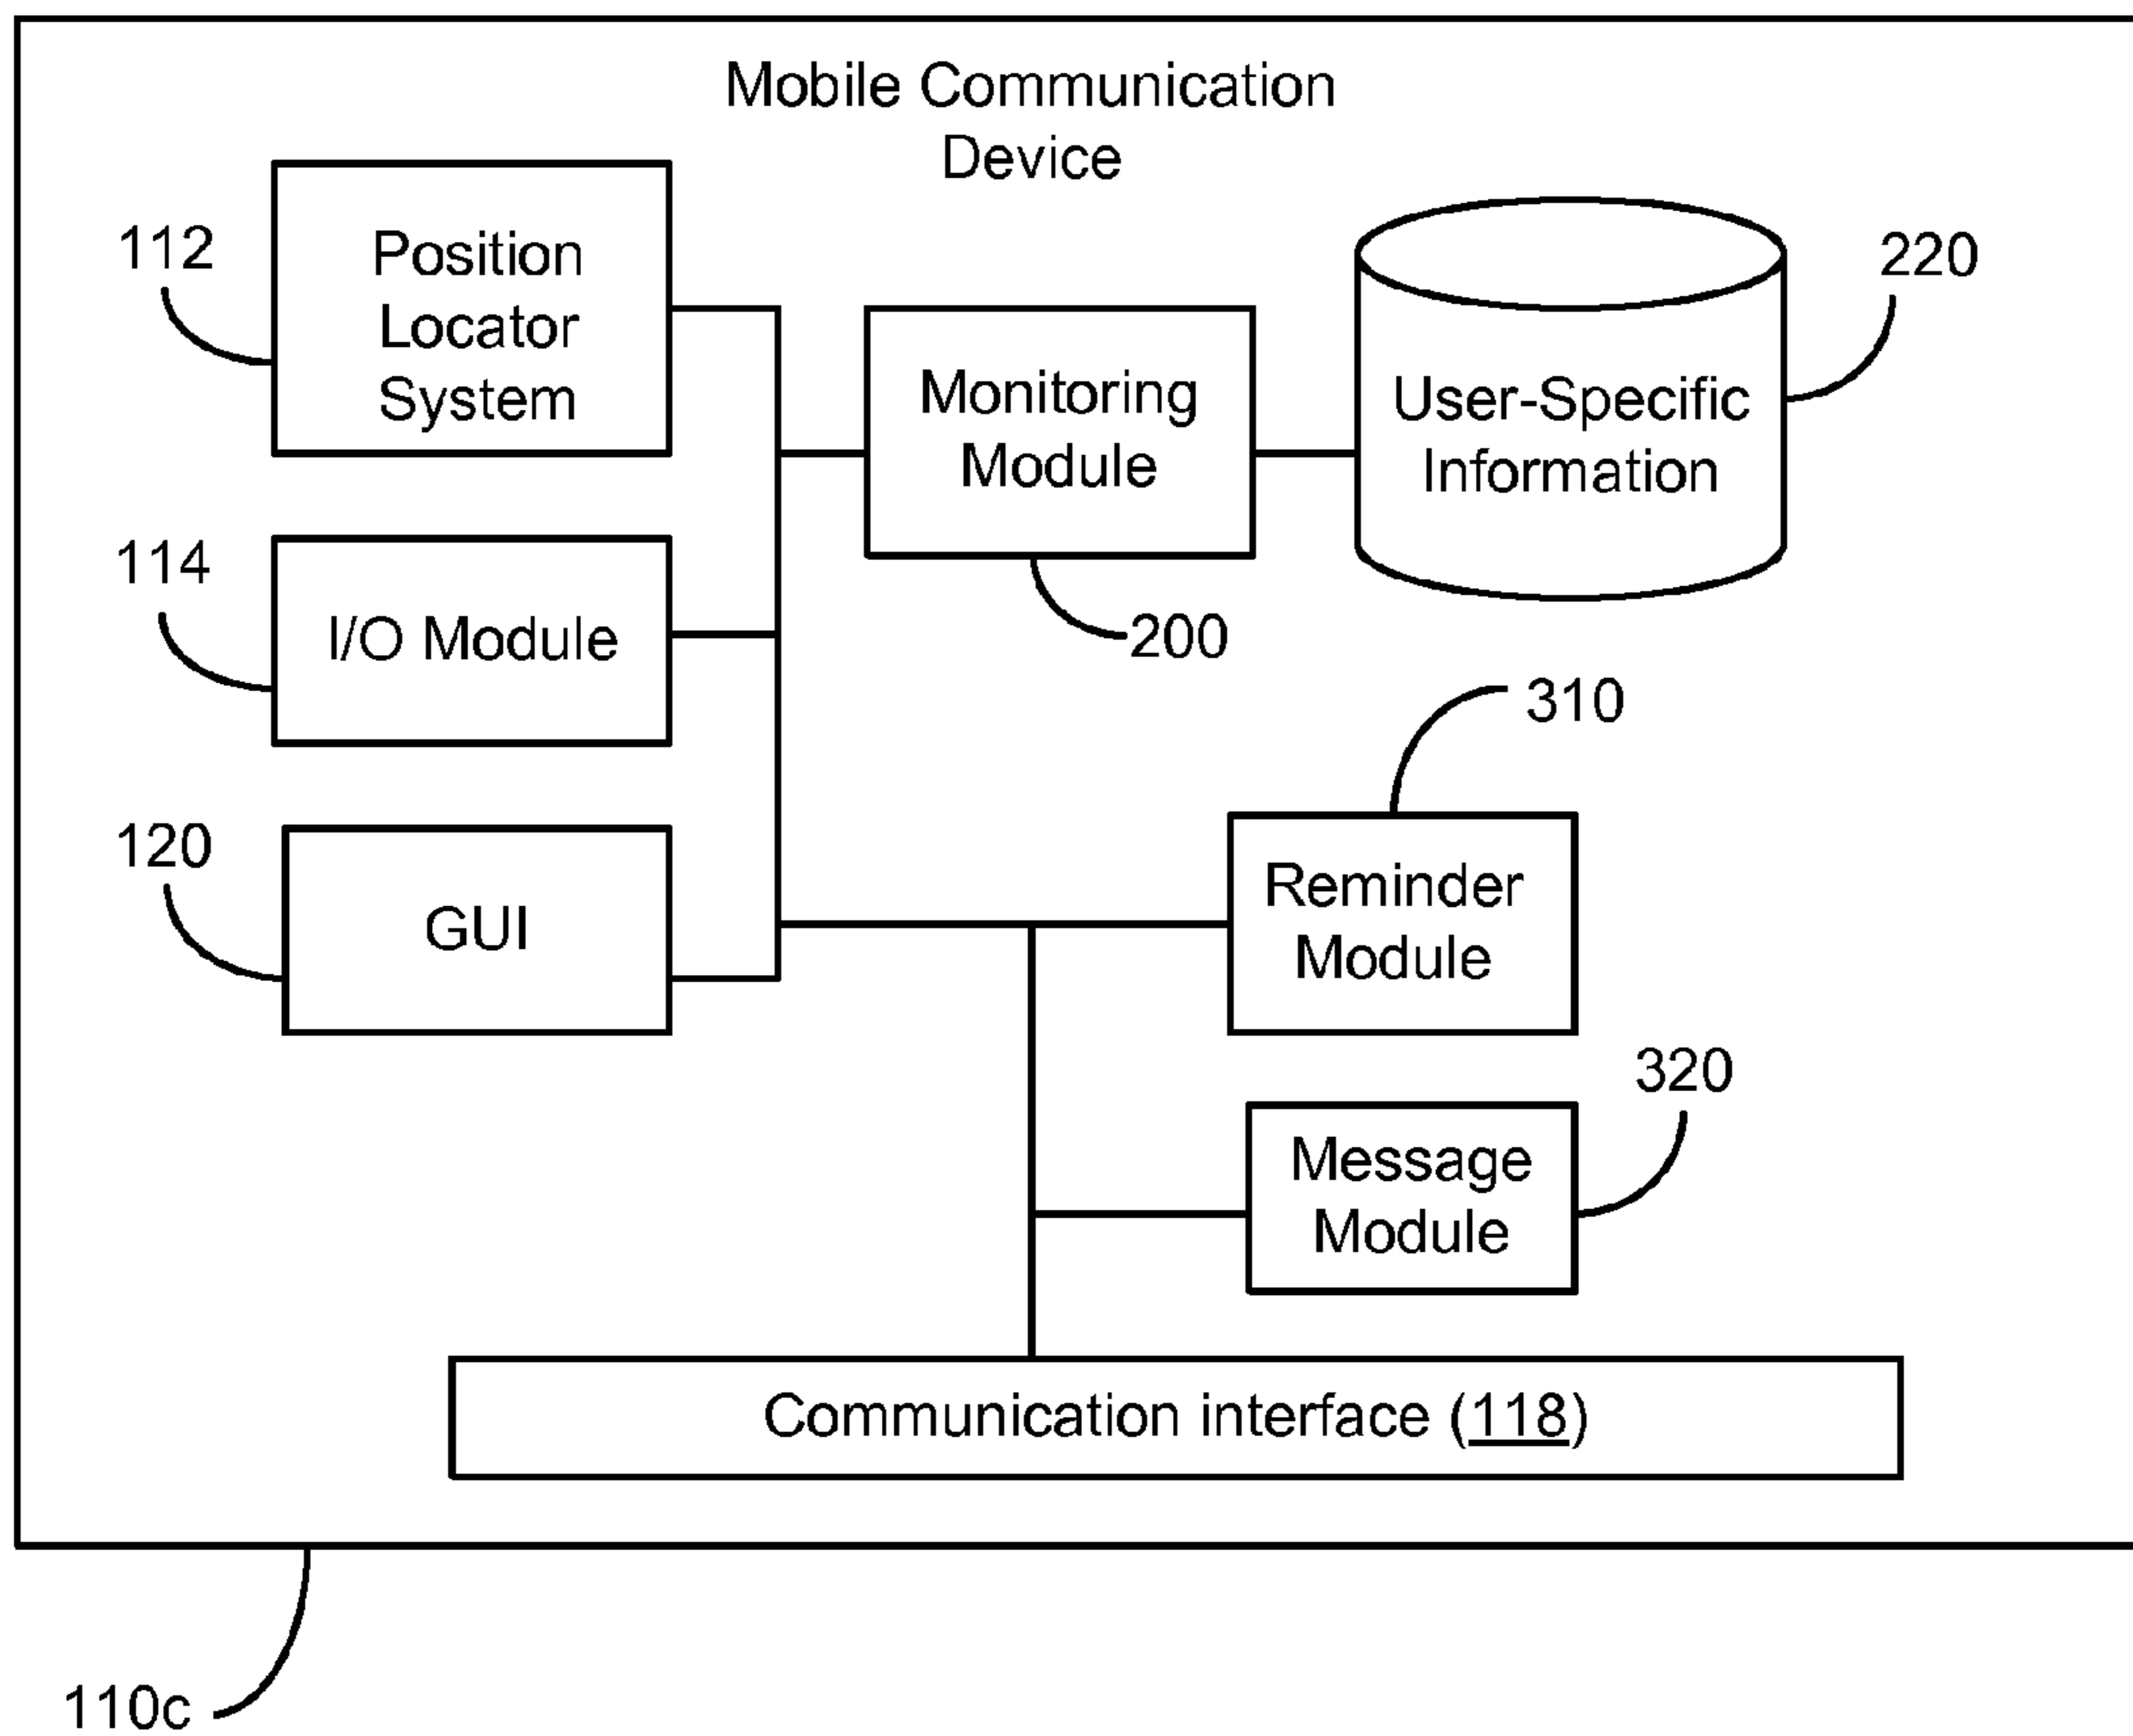 Mobile Communication
Device
112
Position
Locator
System
220
Monitoring
Module
User-Specific
Information
114
I/O Module
200
310
120
GUI
Reminder
Module
320
Message
Module
Communication interface (118)
110c